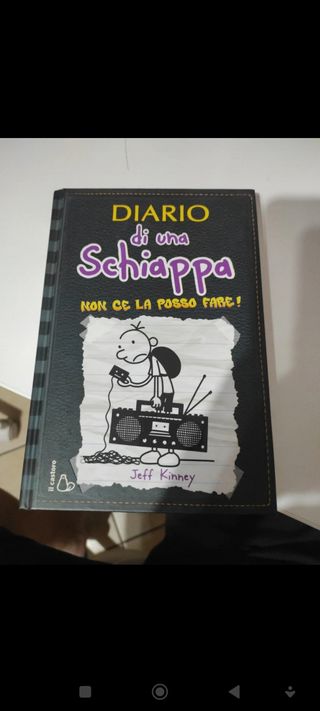 DIARIO
di una
Schiappa
NON CE LA POSSO FARE!
Jeff Kinney
il castoro